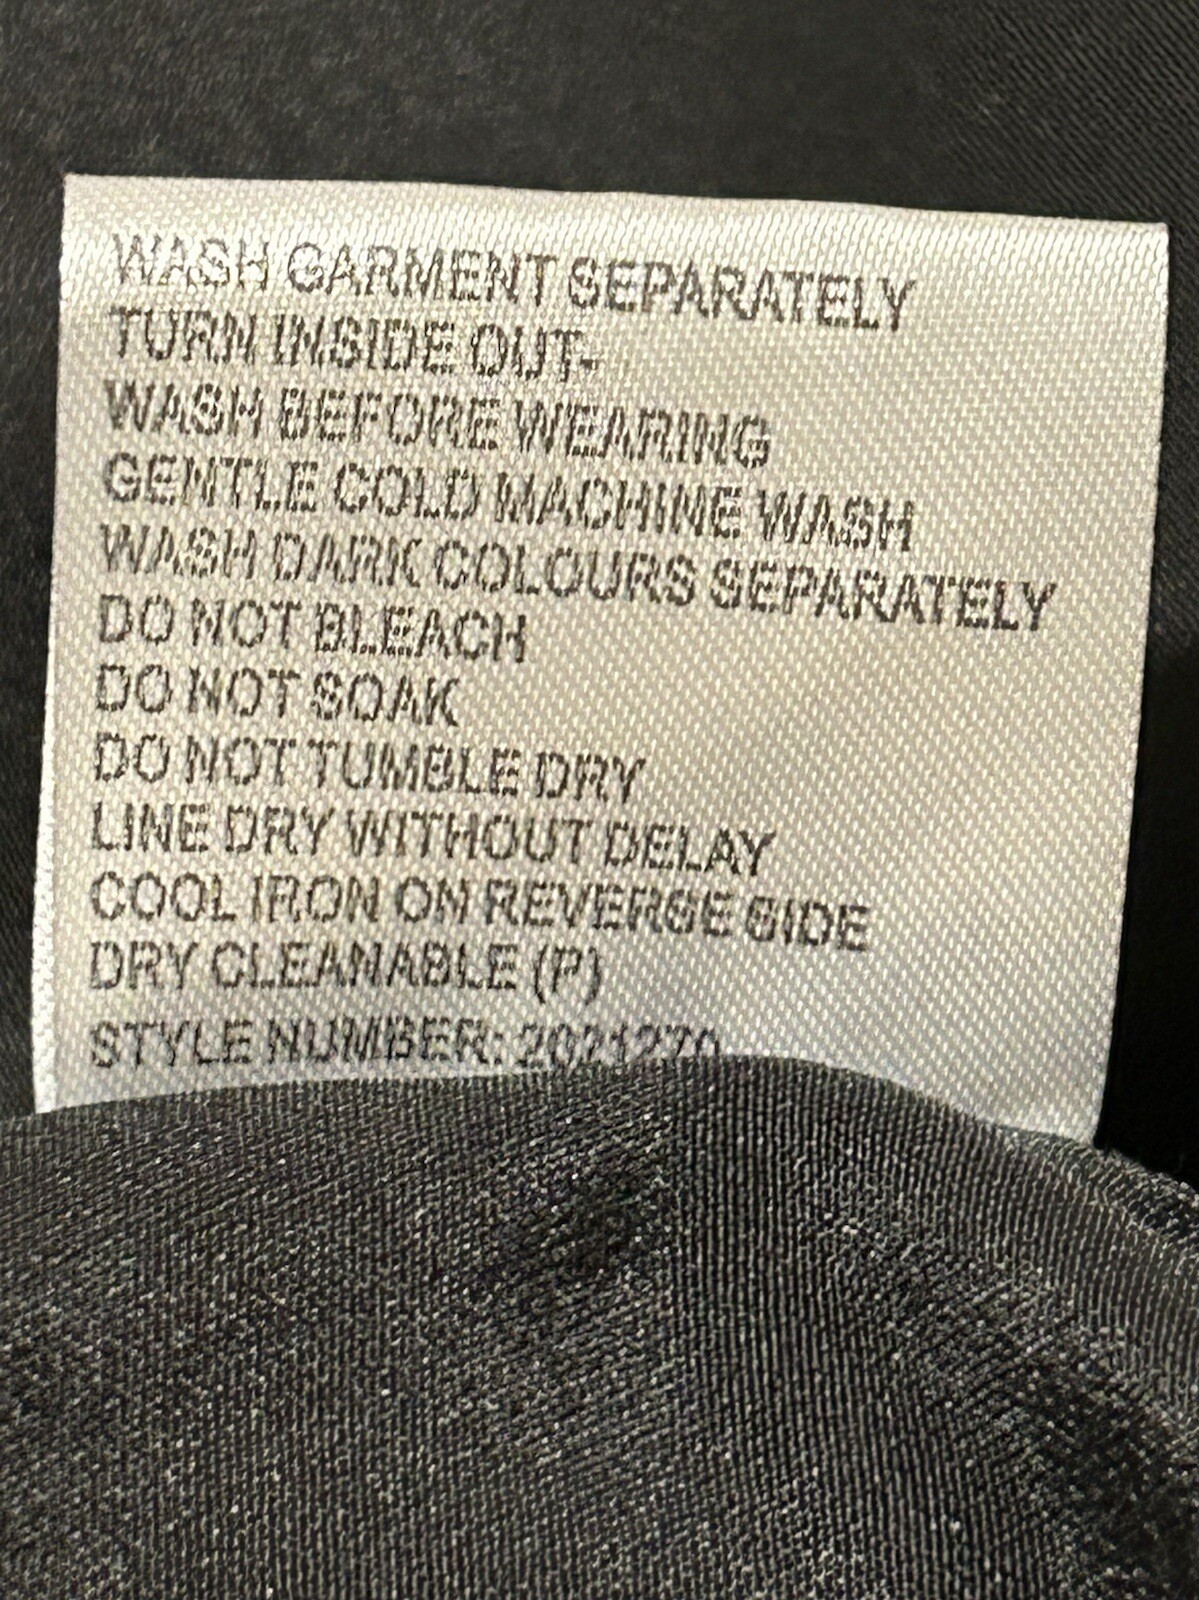 WASH GARMENT SEPARATELY
TURN INSIDE OUT-
WASH BEFORE WEARING
GENTLE COLD MACHINE WASH
WASH DARK COLOURS SEPARATELY
DO NOT BLEACH
DO NOT SOAK
DO NOT TUMBLE DRY
LINE DRY WITHOUT DELAY
COOL IRON ON REVERSE SIDE
DRY CLEANABLE (P)
STYLE NUMBER: 2021270